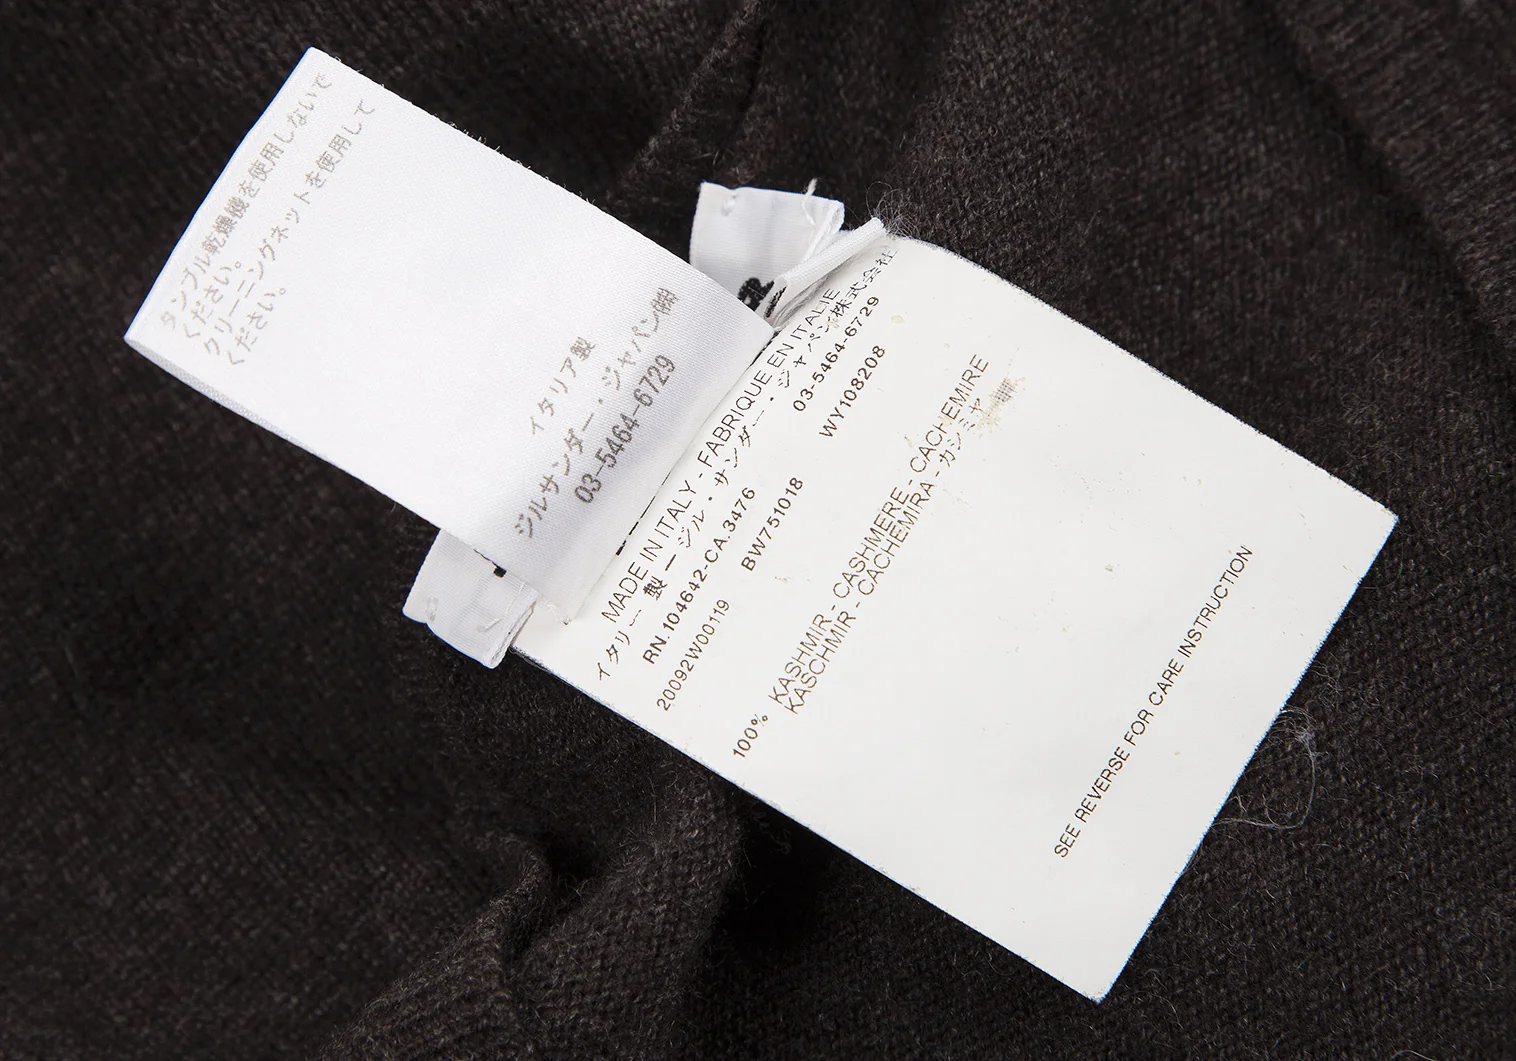 タンブル乾燥機を使用しないで
ください。
クリーニングネットを使用して
ください。
イタリア製
ジルサンダー・ジャパン㈱
03-5464-6729
MADE IN ITALY - FABRIQUE EN ITALIE
イタリー製 ージル・サンダー・ジャパン株式会社
RN.104642-CA.3476 03-5464-6729
20092W00119 BW751018 WY108208
100% KASHMIR - CASHMERE - CACHEMIRE
KASCHMIR - CACHEMIRA - カシミヤ
SEE REVERSE FOR CARE INSTRUCTION